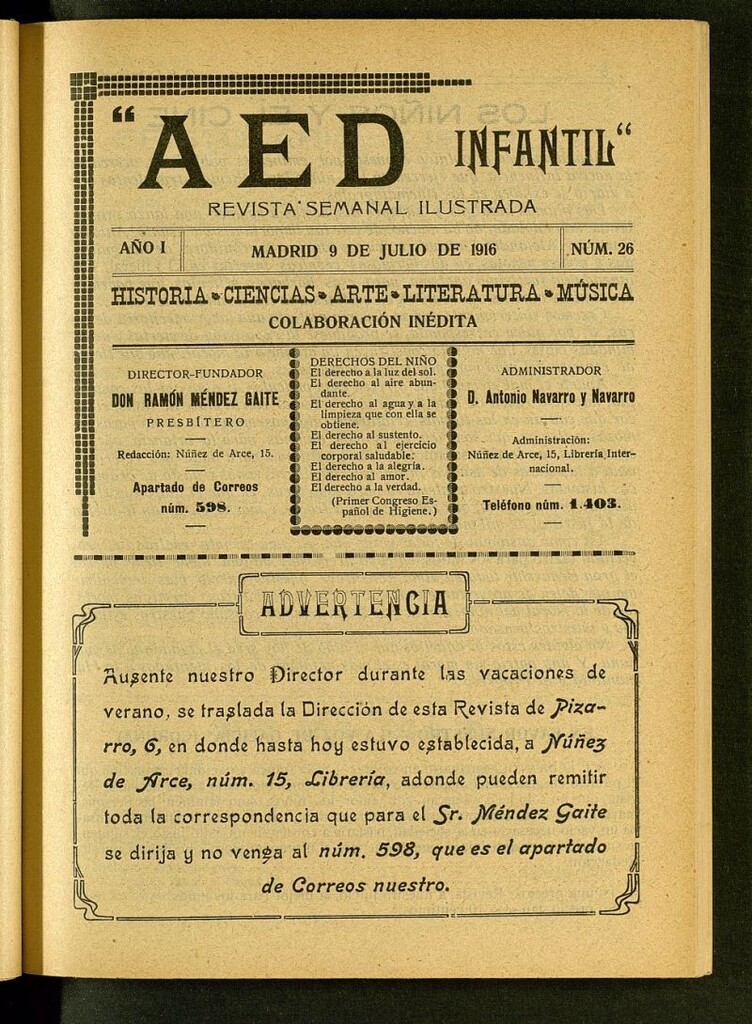 “AED INFANTIL“
REVISTA SEMANAL ILUSTRADA
AÑO I
MADRID 9 DE JULIO DE 1916
NÚM. 26
HISTORIA • CIENCIAS • ARTE • LITERATURA • MÚSICA
COLABORACIÓN INÉDITA
DIRECTOR-FUNDADOR
DON RAMÓN MÉNDEZ GAITE
PRESBÍTERO
Redacción: Núñez de Arce, 15.
Apartado de Correos
núm. 598.
DERECHOS DEL NIÑO
El derecho a la luz del sol.
El derecho al aire abun-
dante.
El derecho al agua y a la
limpieza que con ella se
obtiene.
El derecho al sustento.
El derecho al ejercicio
corporal saludable.
El derecho a la alegría.
El derecho al amor.
El derecho a la verdad.
(Primer Congreso Es-
pañol de Higiene.)
ADMINISTRADOR
D. Antonio Navarro y Navarro
Administración:
Núñez de Arce, 15, Librería Inter-
nacional.
Teléfono núm. 1.403.
ADVERTENCIA
Ausente nuestro Director durante las vacaciones de
verano, se traslada la Dirección de esta Revista de Piza-
rro, 6, en donde hasta hoy estuvo establecida, a Núñez
de Arce, núm. 15, Librería, adonde pueden remitir
toda la correspondencia que para el Sr. Méndez Gaite
se dirija y no venga al núm. 598, que es el apartado
de Correos nuestro.